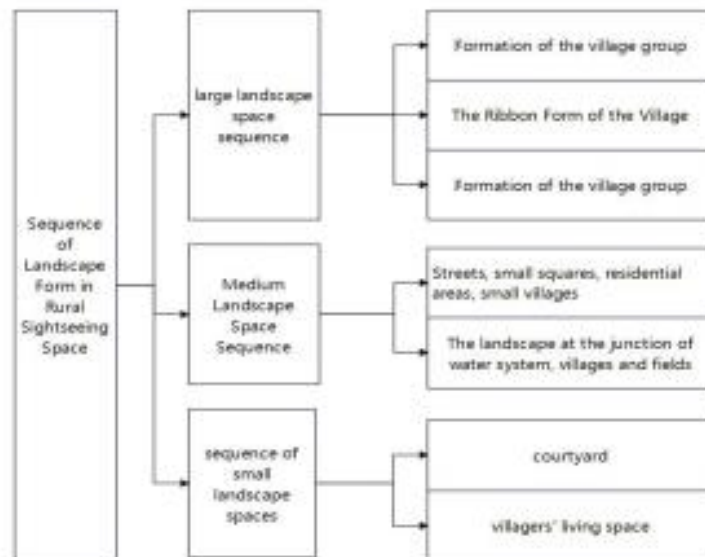 Sequence
of
Landscape
Form in
Rural
Sightseeing
Space
large landscape
space
sequence
Formation of the village group
The Ribbon Form of the Village
Formation of the village group
Medium
Landscape
Space
Sequence
Streets, small squares, residential
areas, small villages
The landscape at the junction of
water system, villages and fields
sequence of
small
landscape
spaces
courtyard
villagers' living space